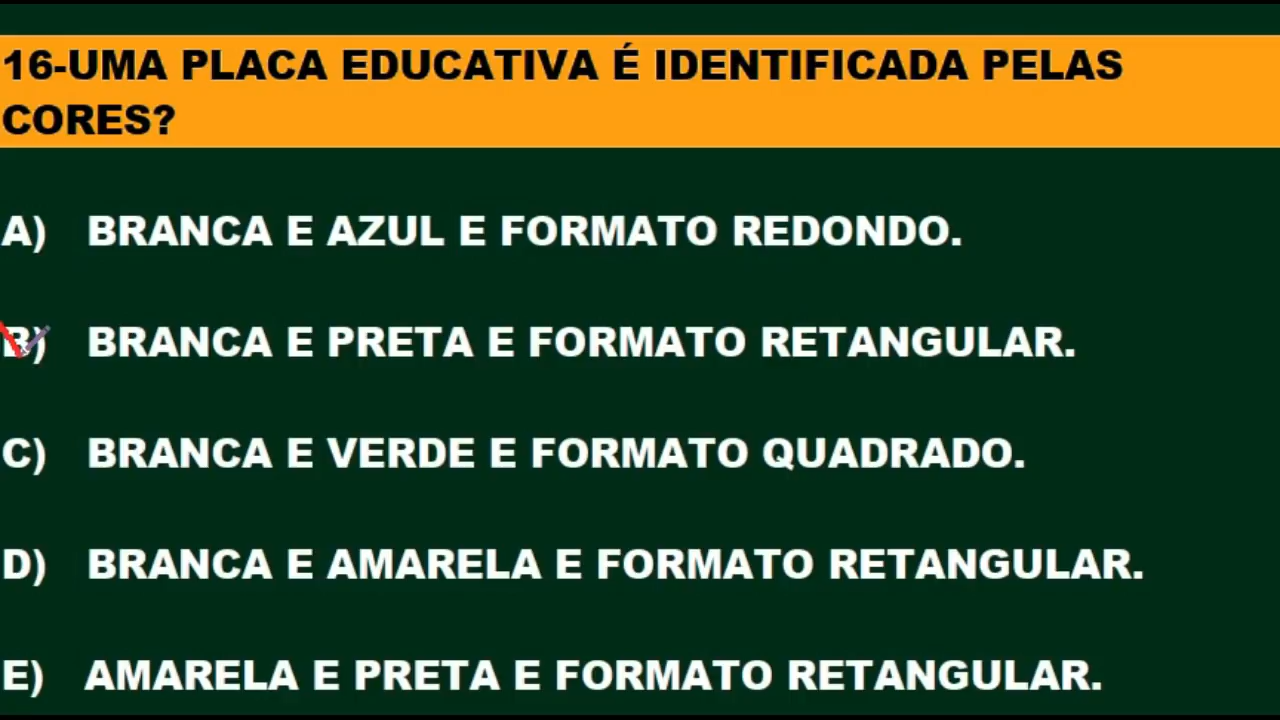 16-UMA PLACA EDUCATIVA É IDENTIFICADA PELAS
CORES?
A) BRANCA E AZUL E FORMATO REDONDO.
B) BRANCA E PRETA E FORMATO RETANGULAR.
C) BRANCA E VERDE E FORMATO QUADRADO.
D) BRANCA E AMARELA E FORMATO RETANGULAR.
E) AMARELA E PRETA E FORMATO RETANGULAR.